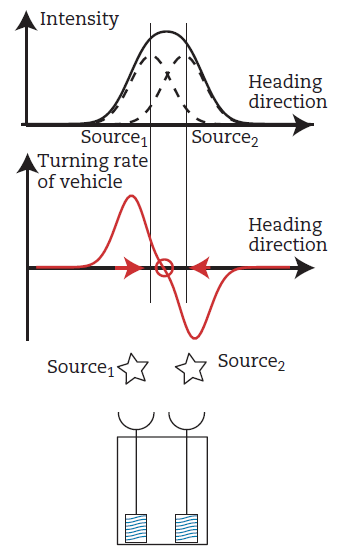 Intensity
Heading
direction
Source₁
Source₂
Turning rate
of vehicle
Heading
direction
Source₁
Source₂